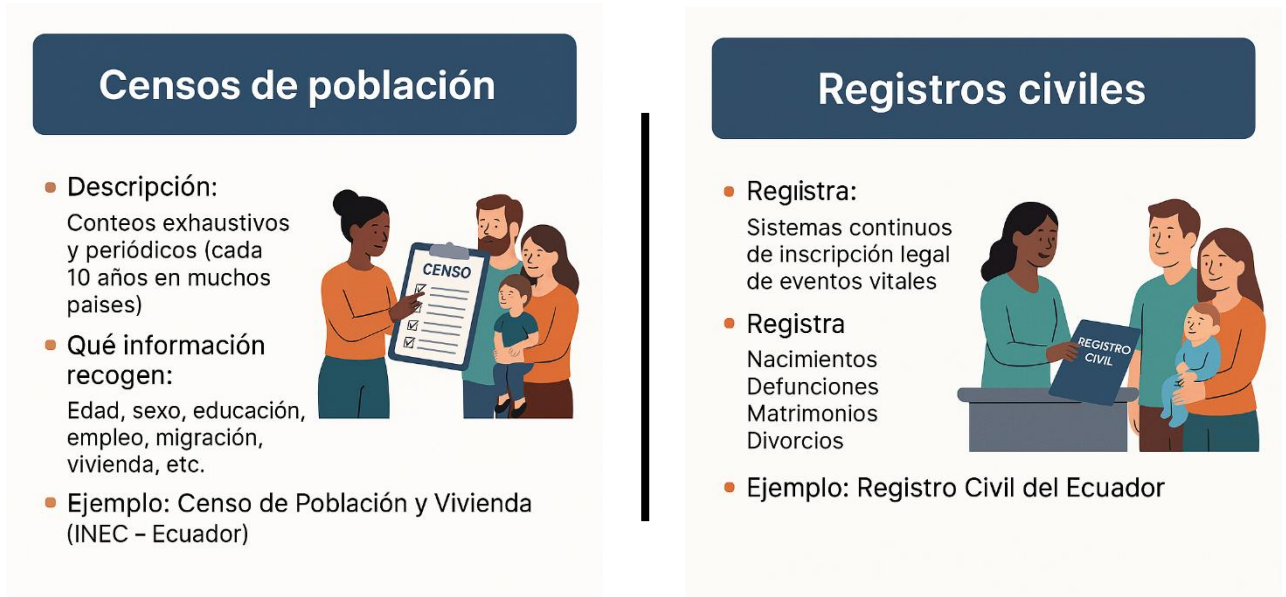 Censos de población
Descripción:
Conteos exhaustivos
y periódicos (cada
10 años en muchos
paises)
Qué información
recogen:
Edad, sexo, educación,
empleo, migración,
vivienda, etc.
Ejemplo: Censo de Población y Vivienda
(INEC – Ecuador)
CENSO
Registros civiles
Regiistra:
Sistemas continuos
de inscripción legal
de eventos vitales
Registra
Nacimientos
Defunciones
Matrimonios
Divorcios
Ejemplo: Registro Civil del Ecuador
REGISTRO
CIVIL